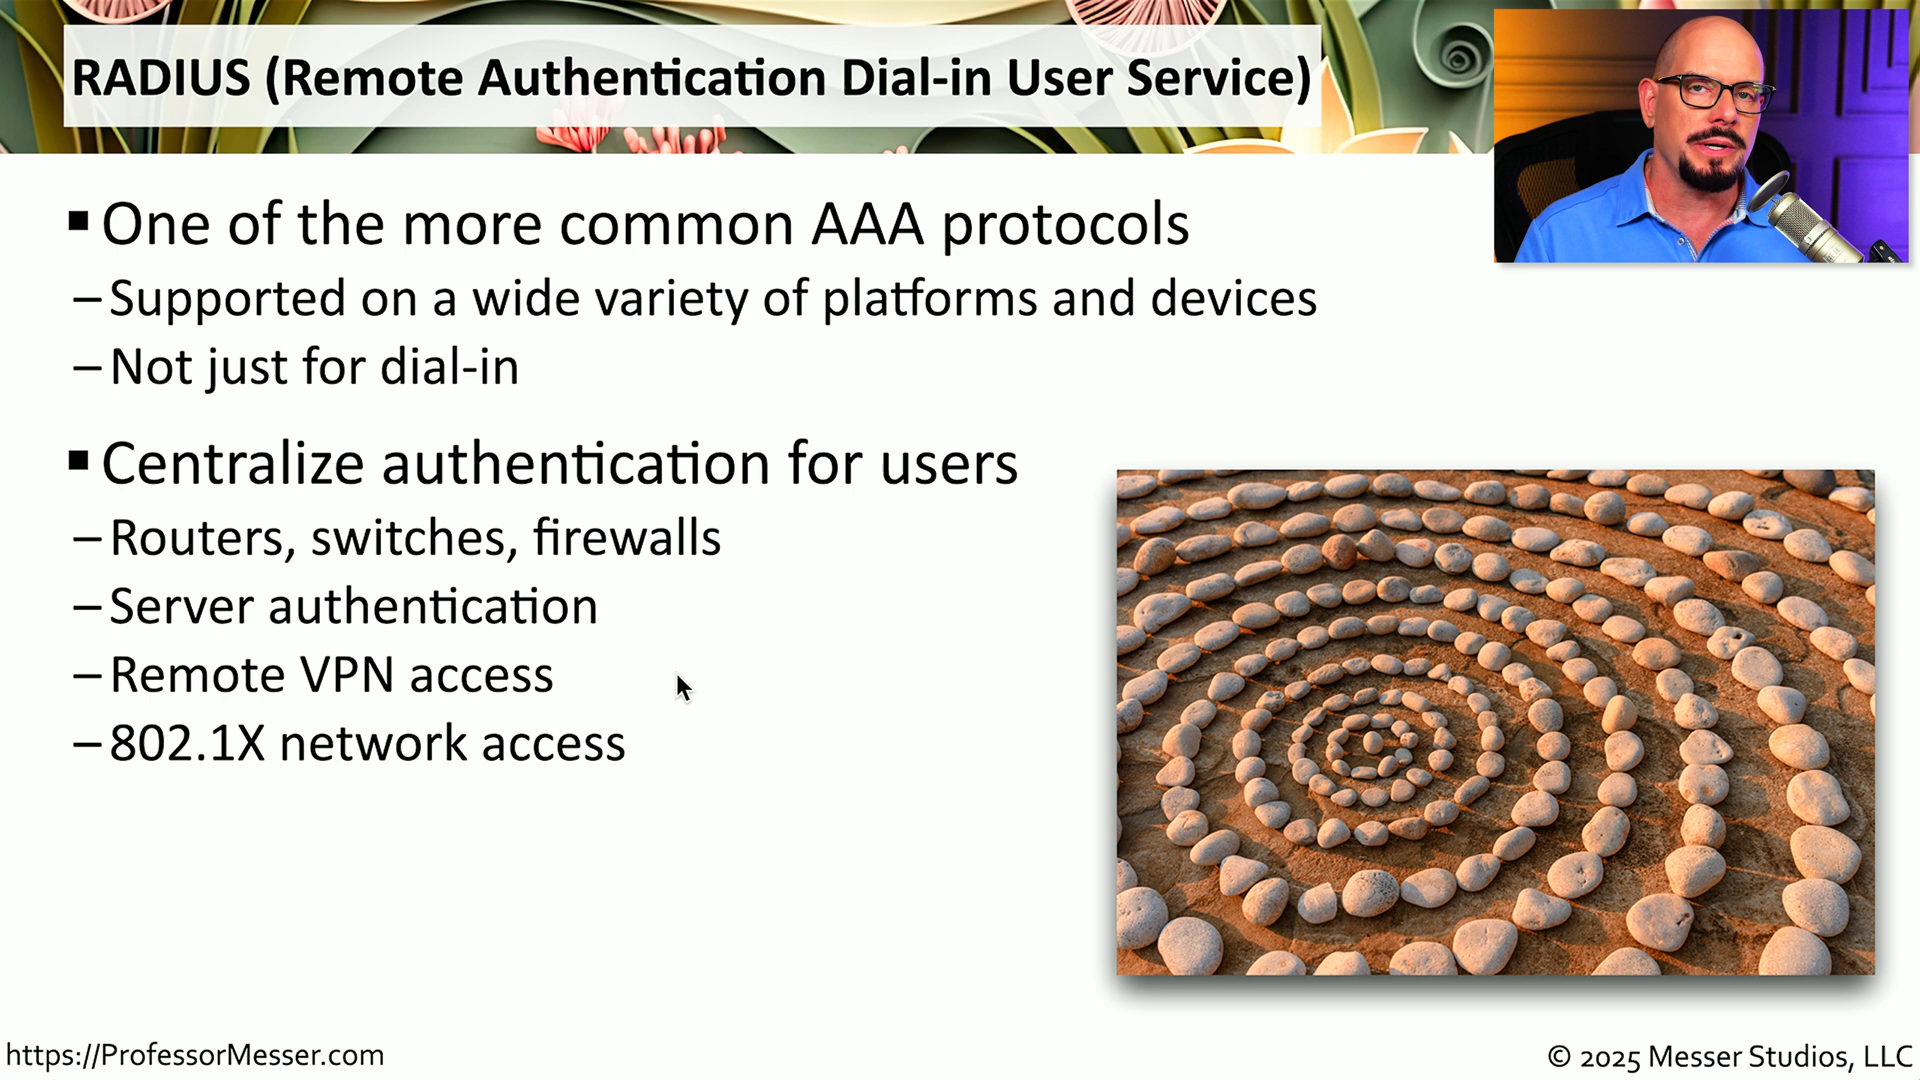 RADIUS (Remote Authentication Dial-in User Service)
▪ One of the more common AAA protocols
– Supported on a wide variety of platforms and devices
– Not just for dial-in
▪ Centralize authentication for users
– Routers, switches, firewalls
– Server authentication
– Remote VPN access
– 802.1X network access
https://ProfessorMesser.com
© 2025 Messer Studios, LLC